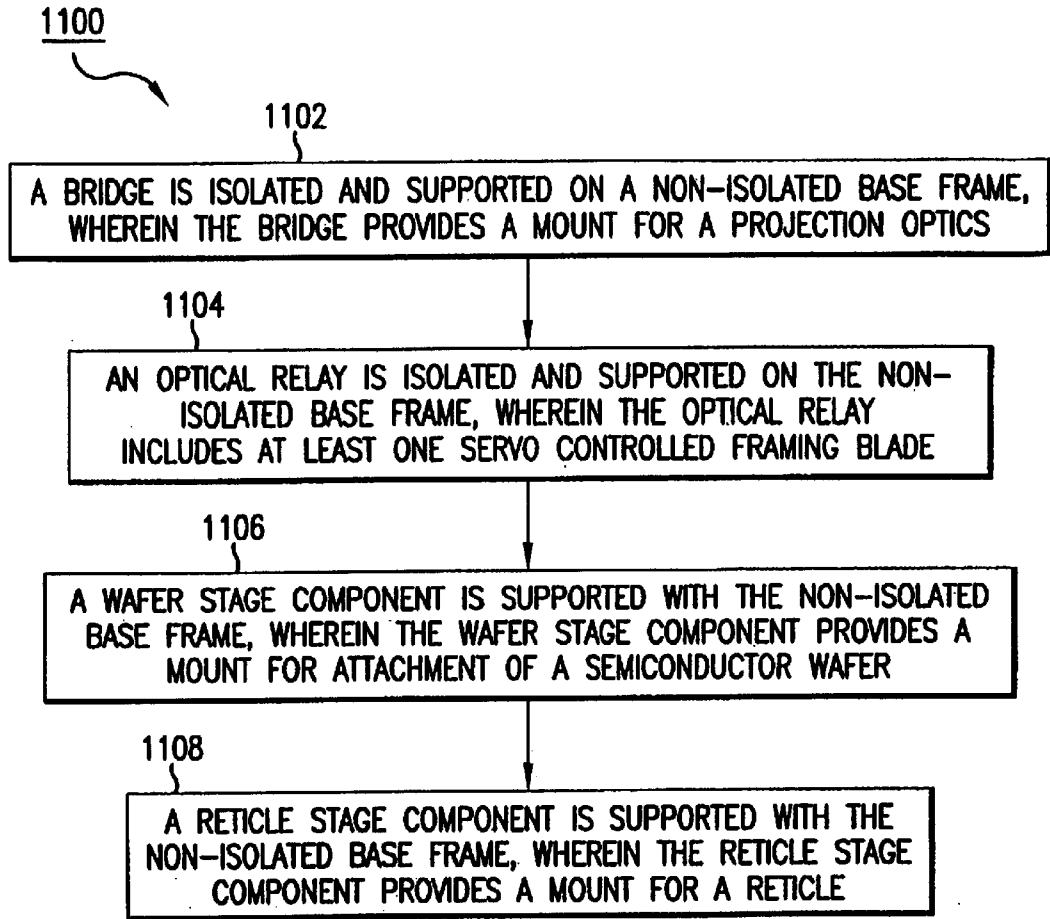 1100
1102
A BRIDGE IS ISOLATED AND SUPPORTED ON A NON-ISOLATED BASE FRAME,
WHEREIN THE BRIDGE PROVIDES A MOUNT FOR A PROJECTION OPTICS
1104
AN OPTICAL RELAY IS ISOLATED AND SUPPORTED ON THE NON-
ISOLATED BASE FRAME, WHEREIN THE OPTICAL RELAY
INCLUDES AT LEAST ONE SERVO CONTROLLED FRAMING BLADE
1106
A WAFER STAGE COMPONENT IS SUPPORTED WITH THE NON-ISOLATED
BASE FRAME, WHEREIN THE WAFER STAGE COMPONENT PROVIDES A
MOUNT FOR ATTACHMENT OF A SEMICONDUCTOR WAFER
1108
A RETICLE STAGE COMPONENT IS SUPPORTED WITH THE
NON-ISOLATED BASE FRAME, WHEREIN THE RETICLE STAGE
COMPONENT PROVIDES A MOUNT FOR A RETICLE